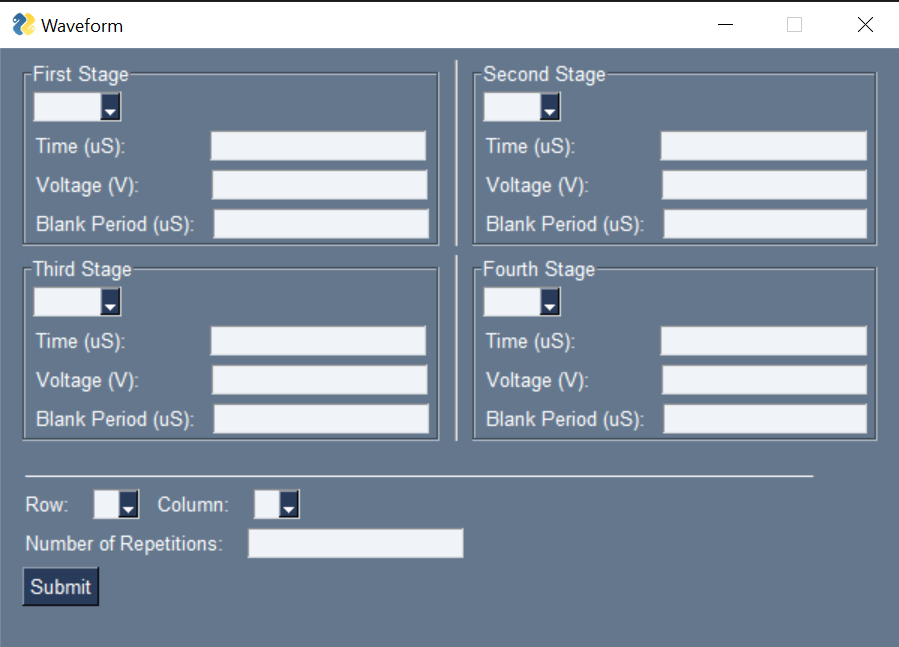 Waveform
First Stage
Time (uS):
Voltage (V):
Blank Period (uS):
Second Stage
Time (uS):
Voltage (V):
Blank Period (uS):
Third Stage
Time (uS):
Voltage (V):
Blank Period (uS):
Fourth Stage
Time (uS):
Voltage (V):
Blank Period (uS):
Row: Column:
Number of Repetitions:
Submit